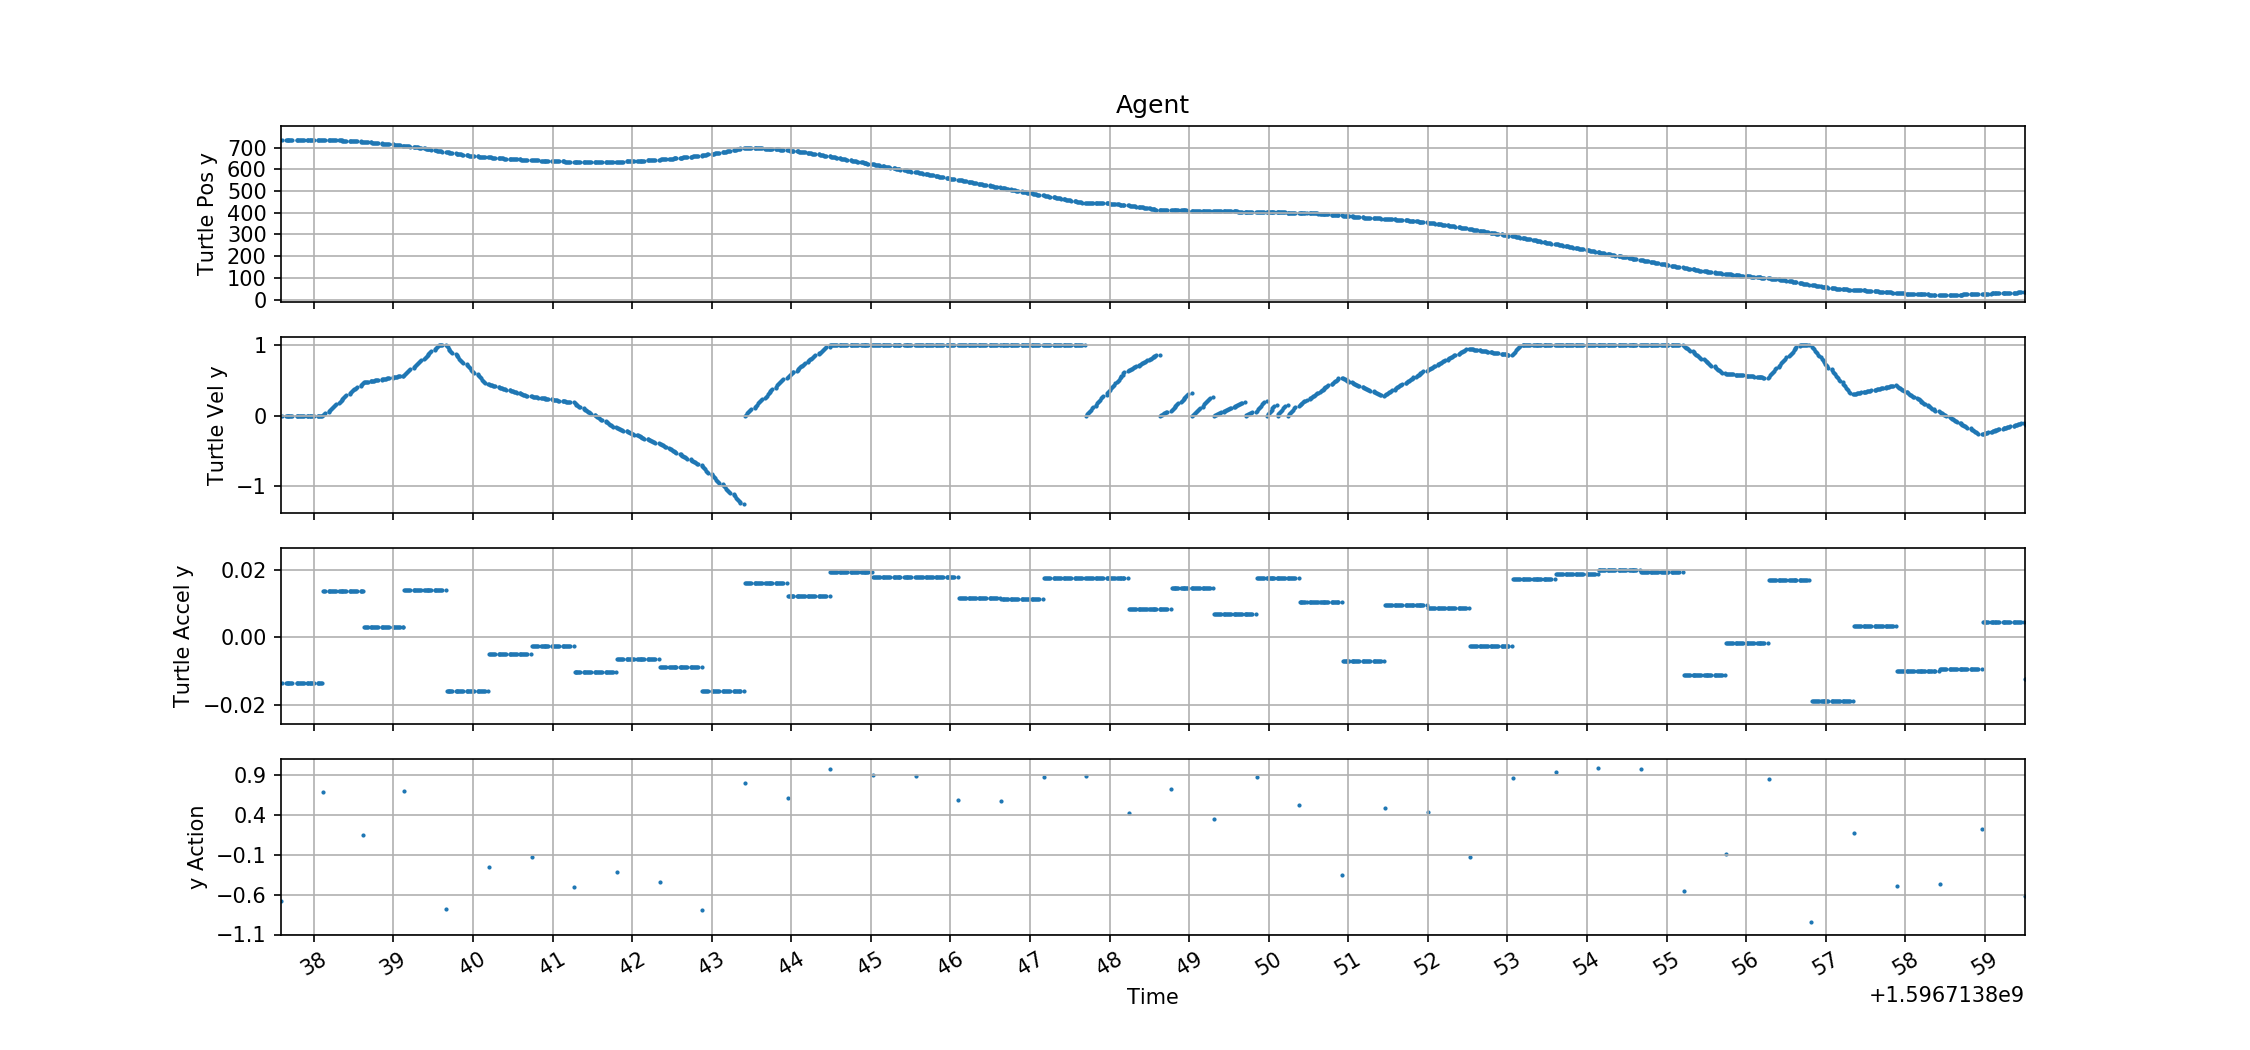 Agent
Turtle Pos y
700
600
500
400
300
200
100
0
Turtle Vel y
1
0
−1
Turtle Accel y
0.02
0.00
−0.02
y Action
0.9
0.4
−0.1
−0.6
−1.1
38 39 40 41 42 43 44 45 46 47 48 49 50 51 52 53 54 55 56 57 58 59
Time
+1.5967138e9